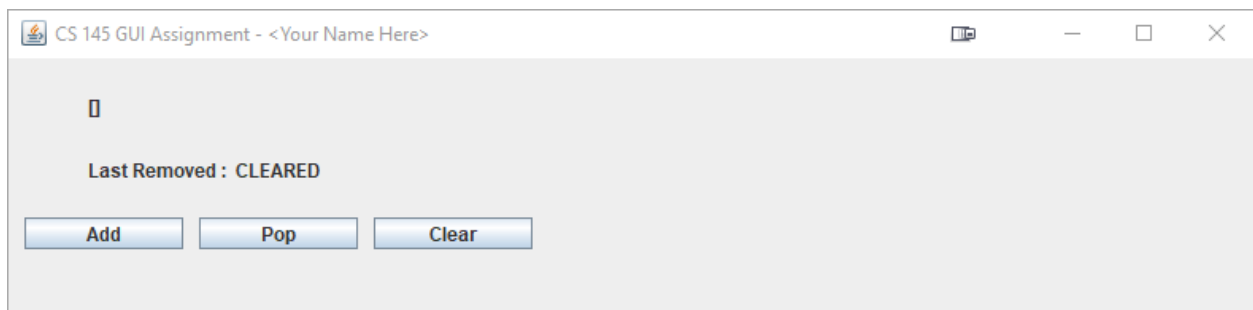 CS 145 GUI Assignment - <Your Name Here>
[]
Last Removed : CLEARED
Add Pop Clear